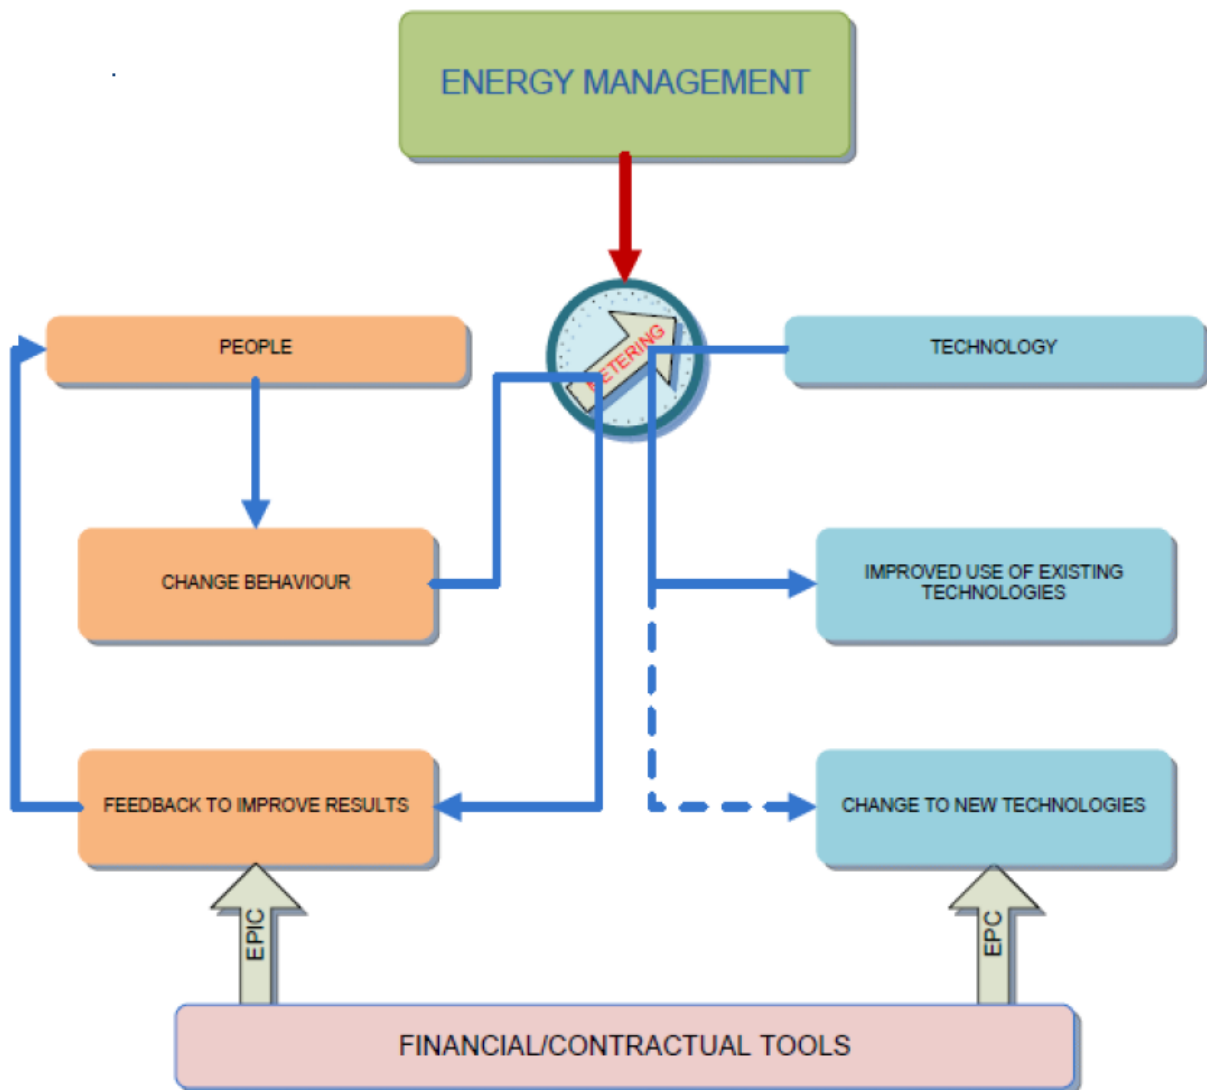 ENERGY MANAGEMENT
PEOPLE
METERING
TECHNOLOGY
CHANGE BEHAVIOUR
IMPROVED USE OF EXISTING
TECHNOLOGIES
FEEDBACK TO IMPROVE RESULTS
CHANGE TO NEW TECHNOLOGIES
EPIC
EPC
FINANCIAL/CONTRACTUAL TOOLS